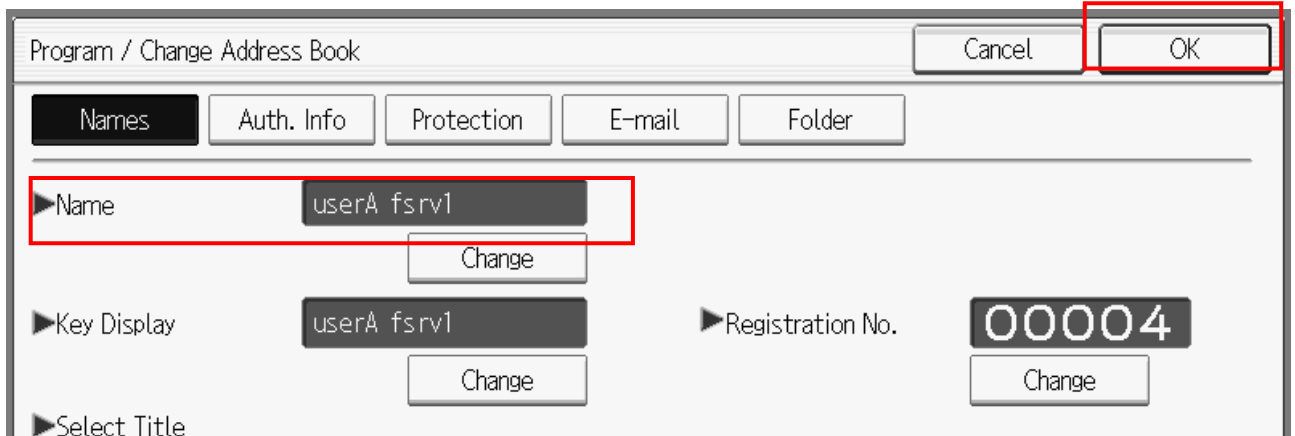 Program / Change Address Book Cancel OK
Names Auth. Info Protection E-mail Folder
▶Name userA fsrv1
Change
▶Key Display userA fsrv1 ▶Registration No. 00004
Change Change
▶Select Title